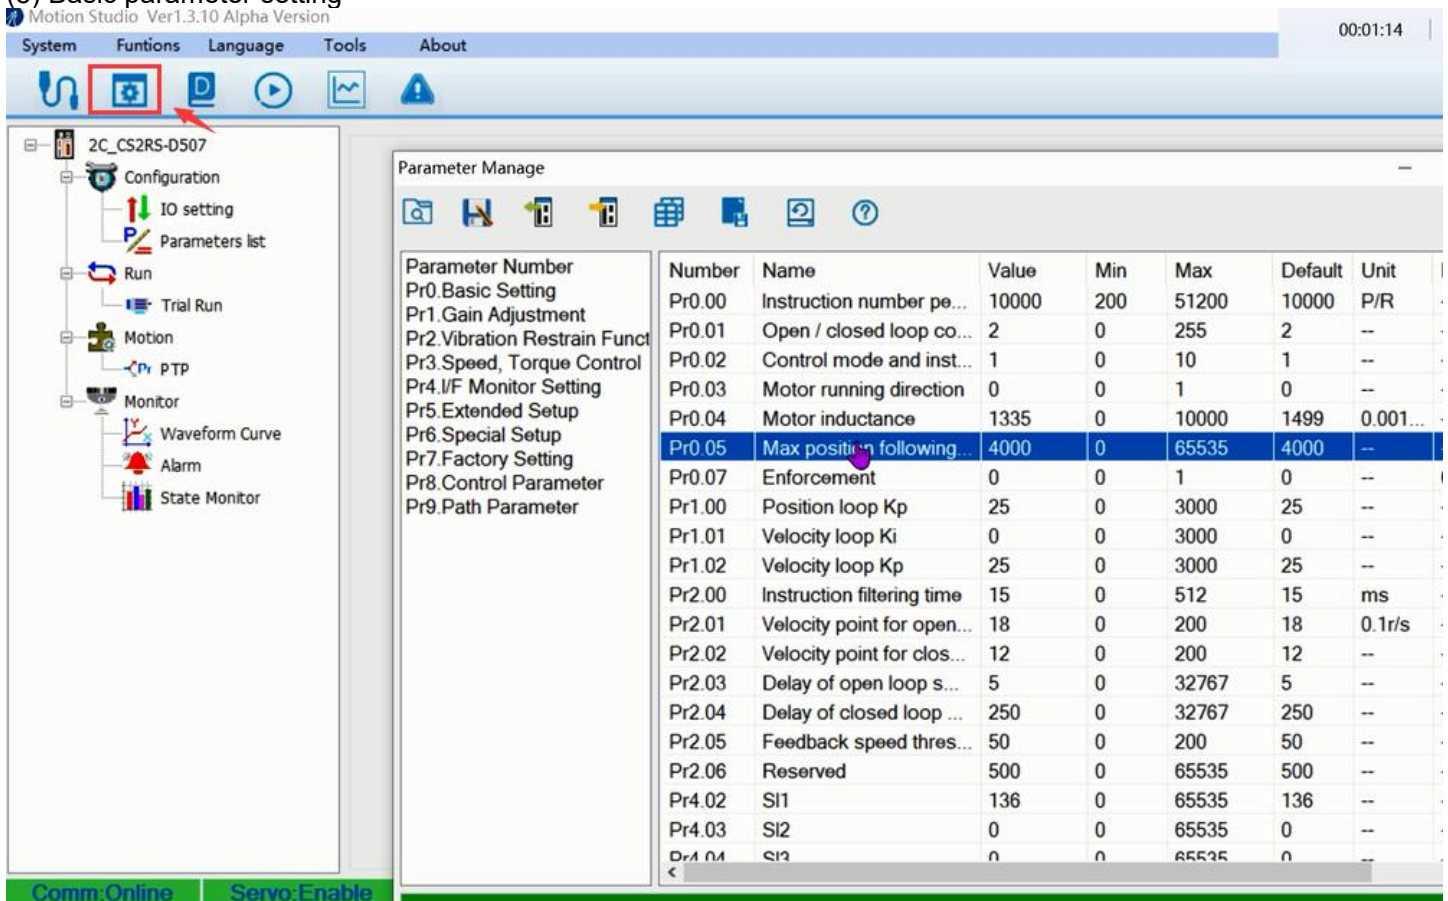 (3) Basic parameter setting
Motion Studio Ver1.3.10 Alpha Version
00:01:14
System Funtions Language Tools About
2C_CS2RS-D507
Configuration
IO setting
Parameters list
Run
Trial Run
Motion
PTP
Monitor
Waveform Curve
Alarm
State Monitor
Parameter Manage
Parameter Number
Pr0.Basic Setting
Pr1.Gain Adjustment
Pr2.Vibration Restrain Funct
Pr3.Speed, Torque Control
Pr4.I/F Monitor Setting
Pr5.Extended Setup
Pr6.Special Setup
Pr7.Factory Setting
Pr8.Control Parameter
Pr9.Path Parameter
Number Name Value Min Max Default Unit
Pr0.00 Instruction number pe... 10000 200 51200 10000 P/R
Pr0.01 Open / closed loop co... 2 0 255 2 --
Pr0.02 Control mode and inst... 1 0 10 1 --
Pr0.03 Motor running direction 0 0 1 0 --
Pr0.04 Motor inductance 1335 0 10000 1499 0.001...
Pr0.05 Max position following... 4000 0 65535 4000 --
Pr0.07 Enforcement 0 0 1 0 --
Pr1.00 Position loop Kp 25 0 3000 25 --
Pr1.01 Velocity loop Ki 0 0 3000 0 --
Pr1.02 Velocity loop Kp 25 0 3000 25 --
Pr2.00 Instruction filtering time 15 0 512 15 ms
Pr2.01 Velocity point for open... 18 0 200 18 0.1r/s
Pr2.02 Velocity point for clos... 12 0 200 12 --
Pr2.03 Delay of open loop s... 5 0 32767 5 --
Pr2.04 Delay of closed loop ... 250 0 32767 250 --
Pr2.05 Feedback speed thres... 50 0 200 50 --
Pr2.06 Reserved 500 0 65535 500 --
Pr4.02 SI1 136 0 65535 136 --
Pr4.03 SI2 0 0 65535 0 --
Pr4.04 SI3 0 0 65535 0 --
Comm:Online Servo:Enable